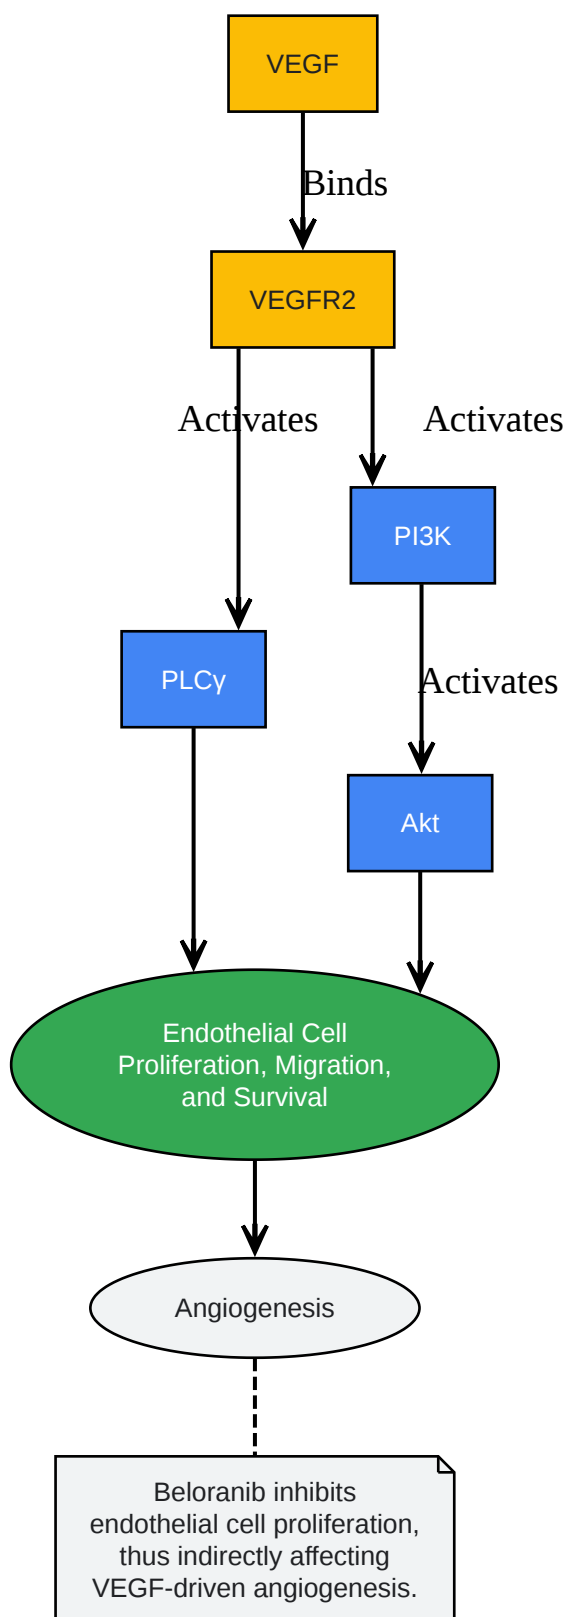 VEGF
Binds
VEGFR2
Activates
Activates
PI3K
PLCγ
Activates
Akt
Endothelial Cell
Proliferation, Migration,
and Survival
Angiogenesis
Beloranib inhibits
endothelial cell proliferation,
thus indirectly affecting
VEGF-driven angiogenesis.